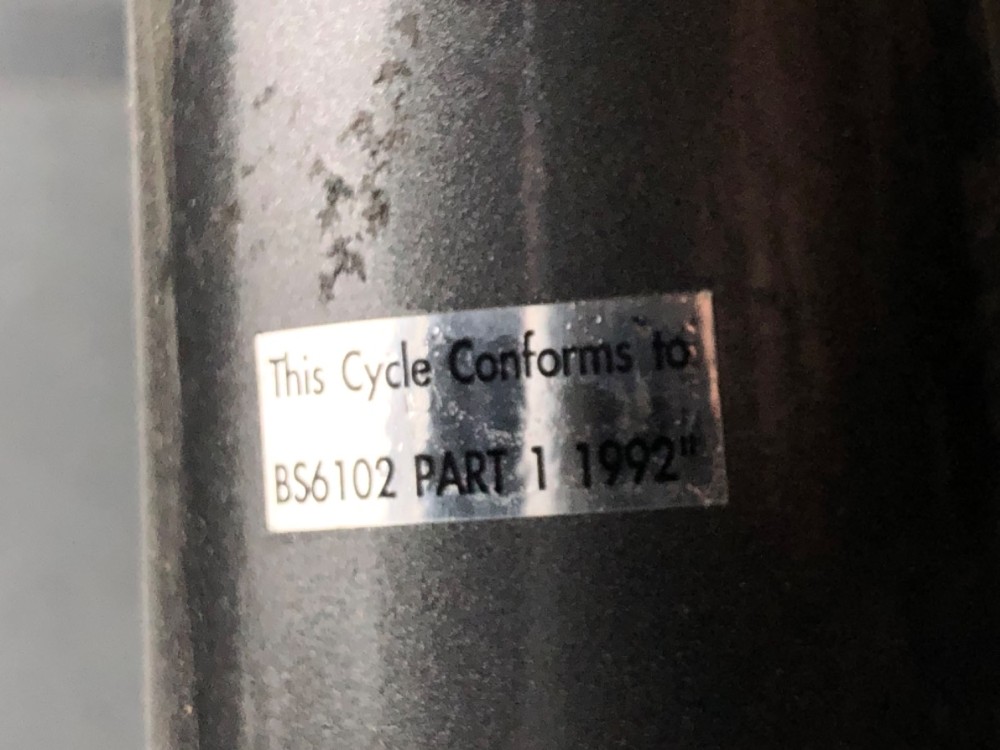 This Cycle Conforms to
BS6102 PART 1 1992"